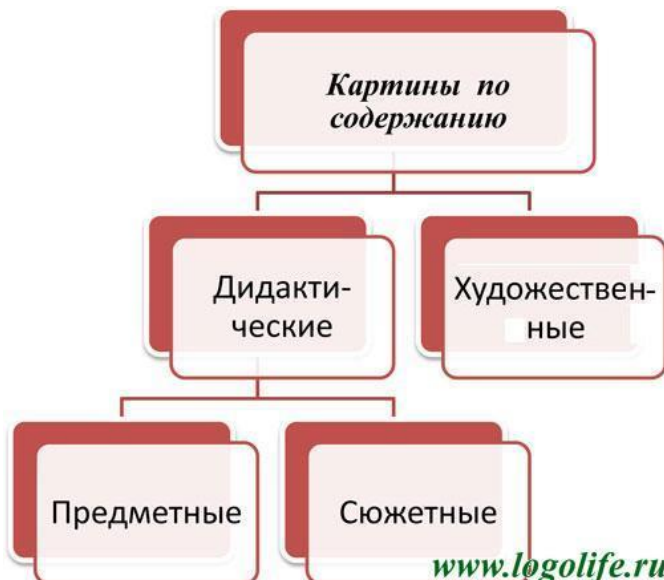 Картины по
содержанию
Дидакти-
ческие
Художествен-
ные
Предметные
Сюжетные
www.logolife.ru